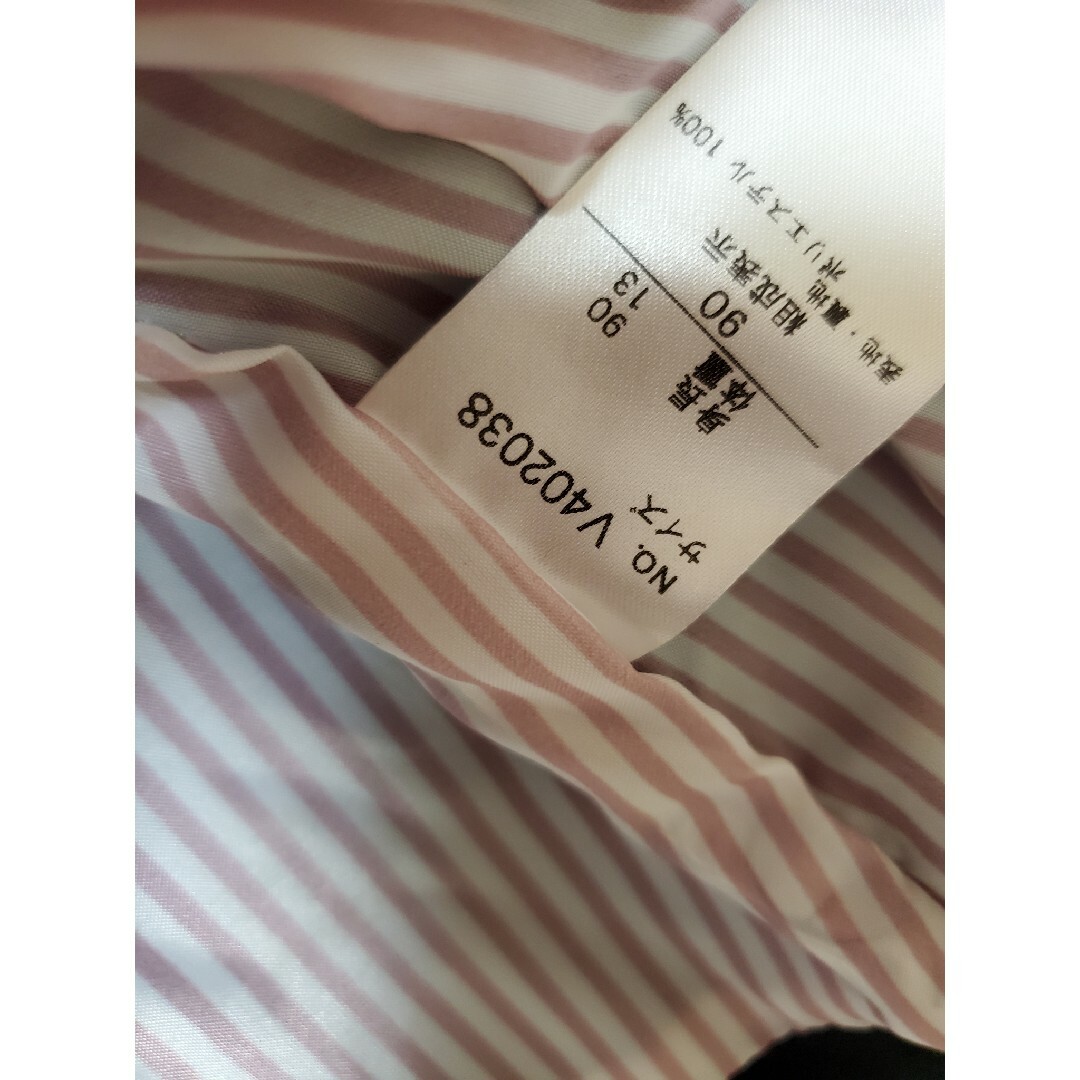 NO. V402038
サイズ
身長 90
体重 13
90
組成表示
表地・裏地
ポリエステル 100%